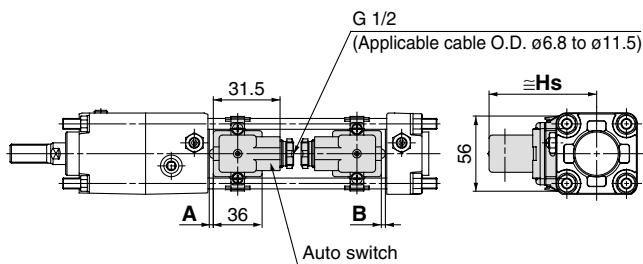 G 1/2
(Applicable cable O.D. ø6.8 to ø11.5)
31.5
≅Hs
56
A
36
B
Auto switch